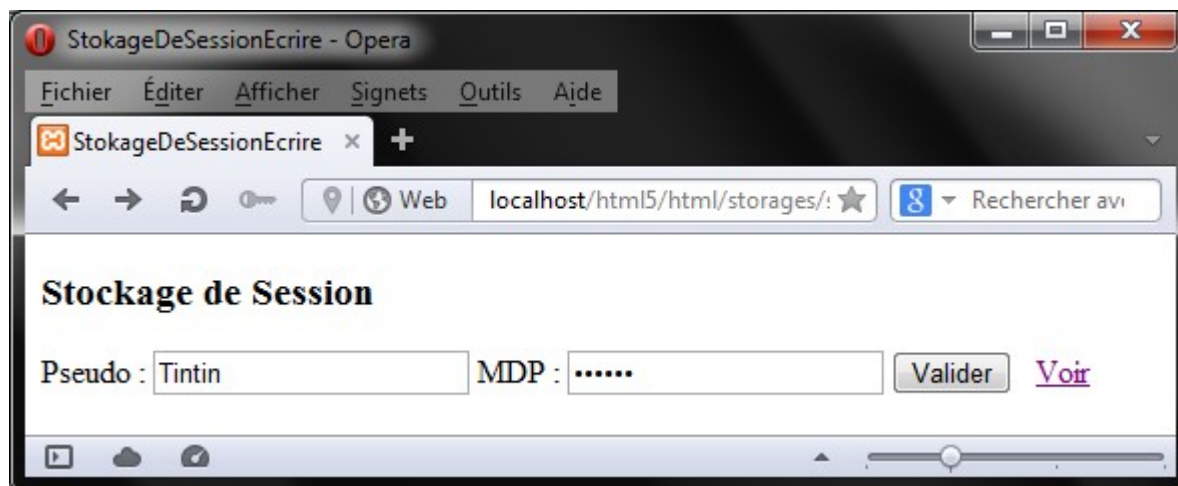 StokageDeSessionEcrire - Opera
Fichier Éditer Afficher Signets Outils Aide
StokageDeSessionEcrire
Web localhost/html5/html/storages/ 8 Rechercher
Stockage de Session
Pseudo : Tintin MDP : •••••• Valider Voir